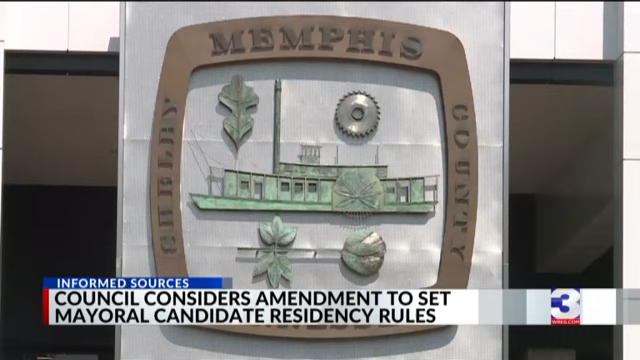 MEMPHIS
SHELBY
COUNTY
INFORMED SOURCES
COUNCIL CONSIDERS AMENDMENT TO SET
MAYORAL CANDIDATE RESIDENCY RULES
3
WREG.COM